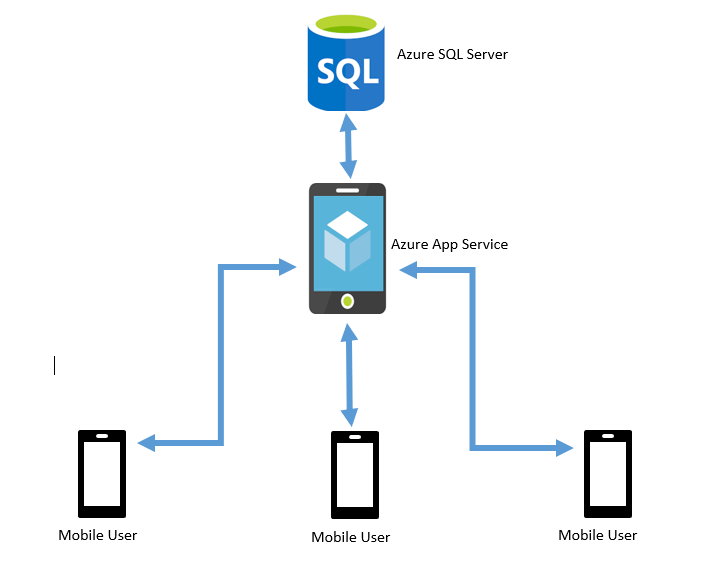 SQL
Azure SQL Server
Azure App Service
Mobile User
Mobile User
Mobile User